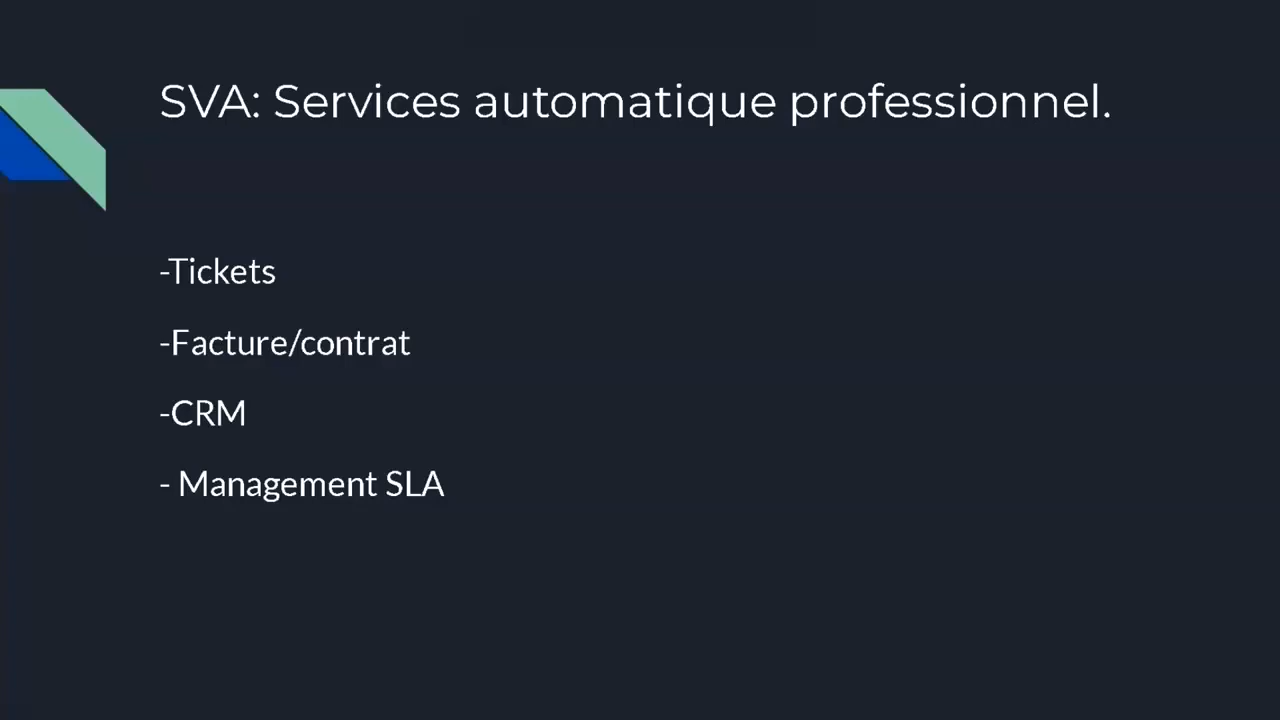 SVA: Services automatique professionnel.
-Tickets
-Facture/contrat
-CRM
- Management SLA